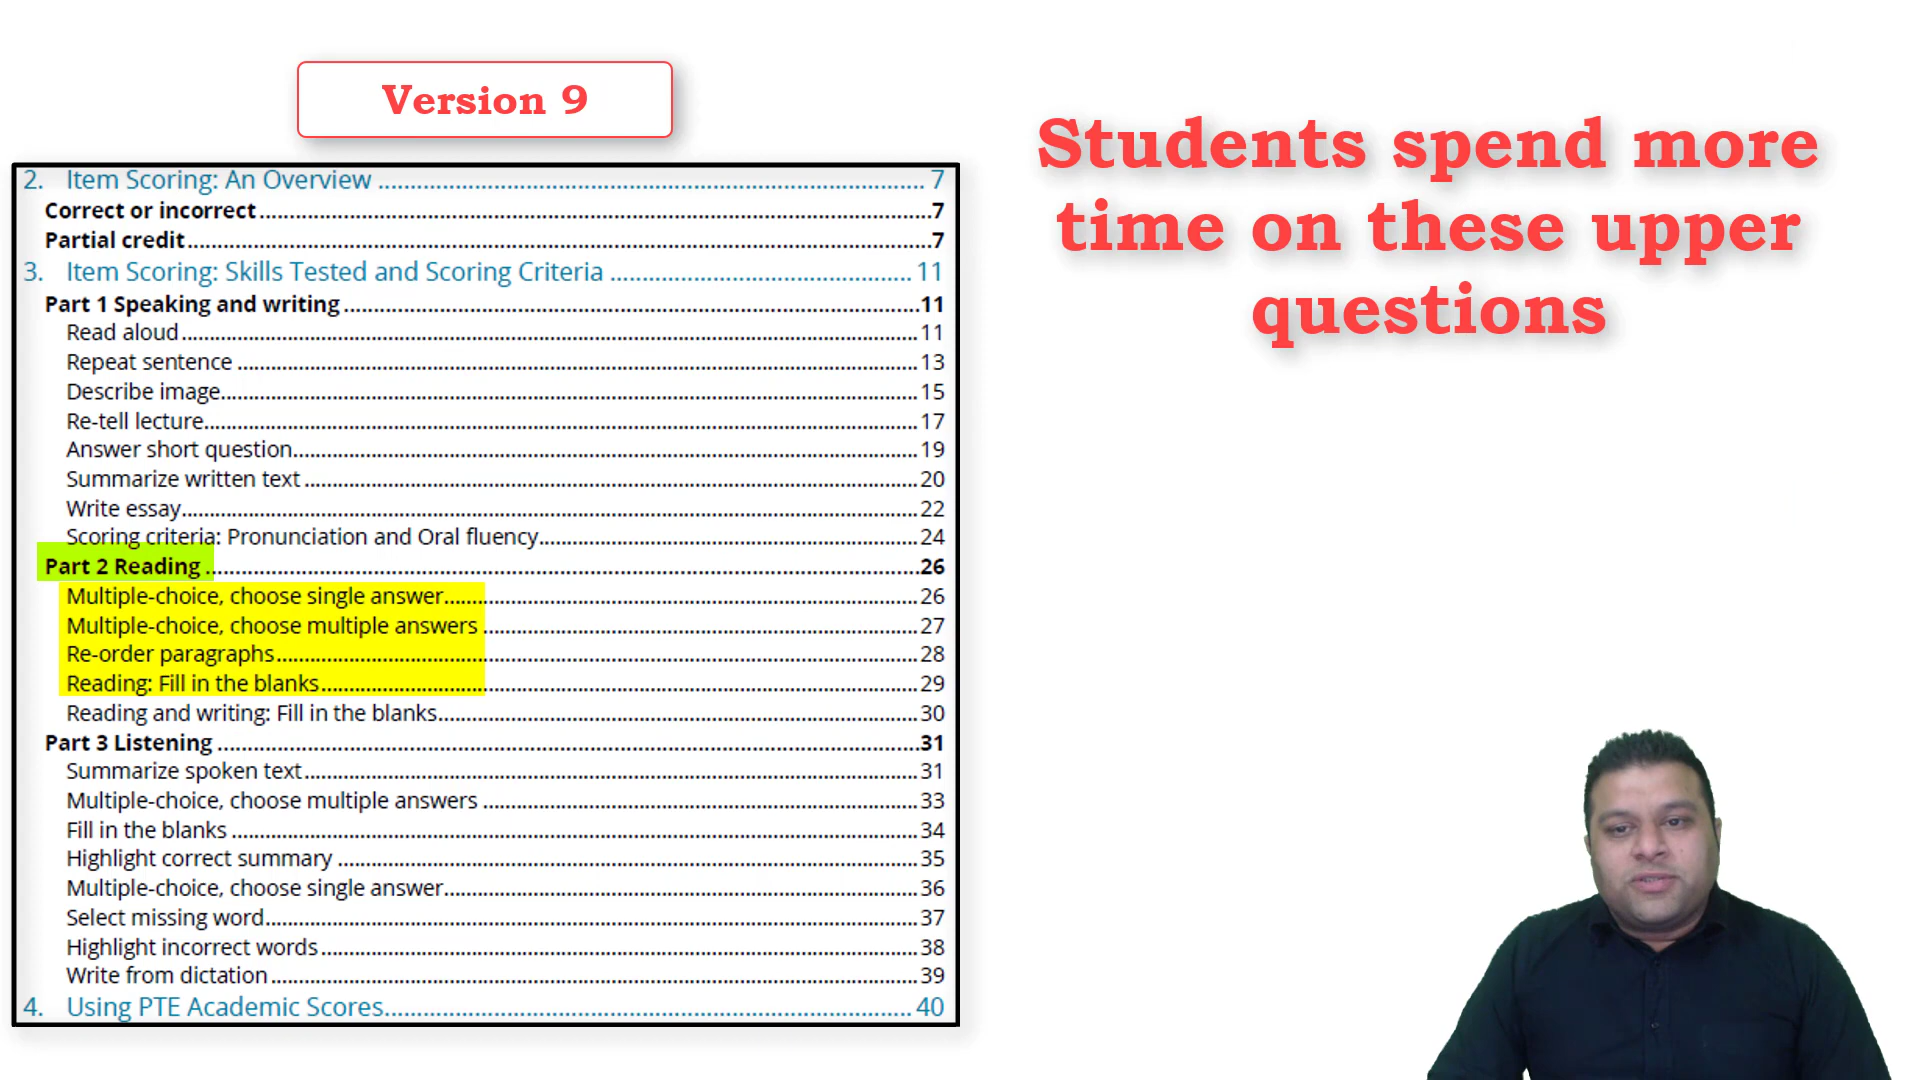 Version 9
Students spend more
time on these upper
questions
2. Item Scoring: An Overview ........ 7
Correct or incorrect ........ 7
Partial credit ........ 7
3. Item Scoring: Skills Tested and Scoring Criteria ........ 11
Part 1 Speaking and writing ........ 11
Read aloud ........ 11
Repeat sentence ........ 13
Describe image ........ 15
Re-tell lecture ........ 17
Answer short question ........ 19
Summarize written text ........ 20
Write essay ........ 22
Scoring criteria: Pronunciation and Oral fluency ........ 24
Part 2 Reading ........ 26
Multiple-choice, choose single answer ........ 26
Multiple-choice, choose multiple answers ........ 27
Re-order paragraphs ........ 28
Reading: Fill in the blanks ........ 29
Reading and writing: Fill in the blanks ........ 30
Part 3 Listening ........ 31
Summarize spoken text ........ 31
Multiple-choice, choose multiple answers ........ 33
Fill in the blanks ........ 34
Highlight correct summary ........ 35
Multiple-choice, choose single answer ........ 36
Select missing word ........ 37
Highlight incorrect words ........ 38
Write from dictation ........ 39
4. Using PTE Academic Scores ........ 40